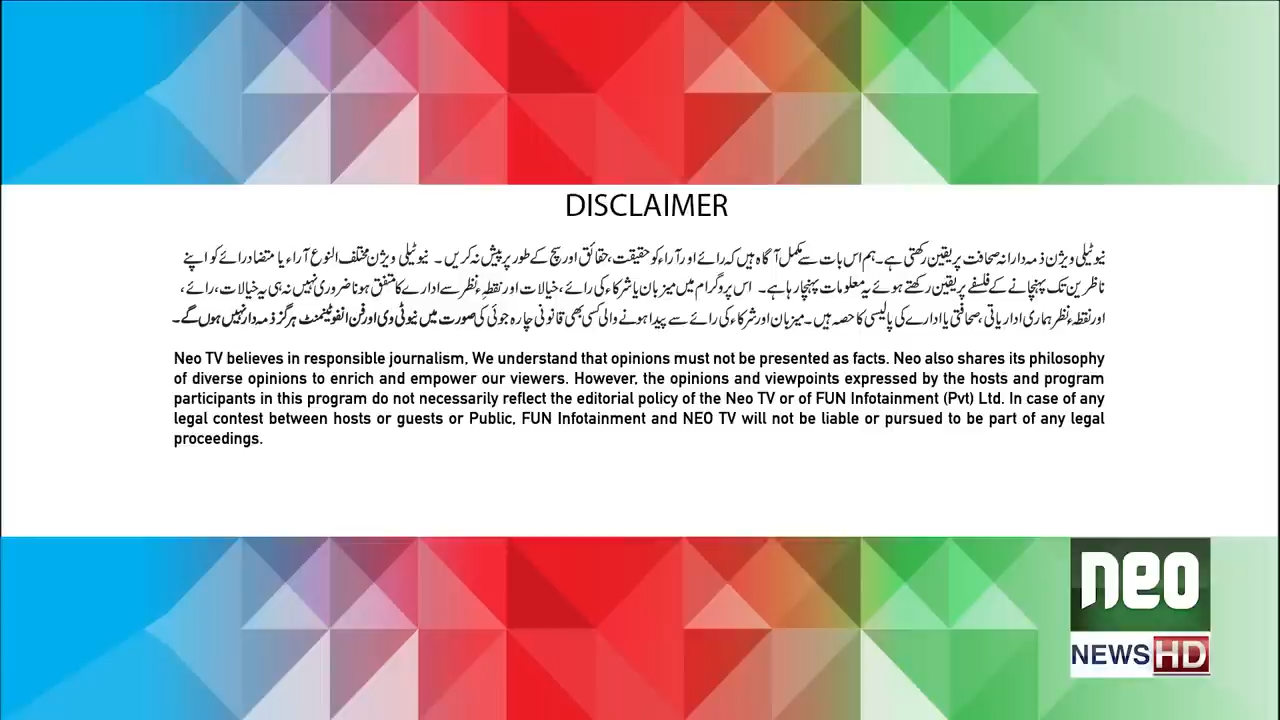 DISCLAIMER
نیوٹیلی ویژن ذمہ دارانہ صحافت پر یقین رکھتی ہے۔ہم اس بات سے مکمل آگاہ ہیں کہ رائے اور آراء کو حقیقت،حقائق اور سچ کے طور پر پیش نہ کریں ۔ نیوٹیلی ویژن مختلف النوع آراء یا متضاد رائے کو اپنے
ناظرین تک پہنچانے کے فلسفے پر یقین رکھتے ہوئے یہ معلومات پہنچا رہا ہے۔ اس پروگرام میں میزبان یا شرکاء کی رائے،خیالات اور نقطہء نظر سے ادارے کا متفق ہونا ضروری نہیں نہ ہی یہ خیالات،رائے،
اور نقطہء نظر ہماری ادارتی،صحافتی یا ادارے کی پالیسی کا حصہ ہیں۔میزبان اور شرکاء کی رائے سے پیدا ہونے والی کسی بھی قانونی چارہ جوئی کی صورت میں نیو ٹی وی اور فن انفوٹینمنٹ ہرگز ذمہ دار نہیں ہوں گے۔
Neo TV believes in responsible journalism, We understand that opinions must not be presented as facts. Neo also shares its philosophy
of diverse opinions to enrich and empower our viewers. However, the opinions and viewpoints expressed by the hosts and program
participants in this program do not necessarily reflect the editorial policy of the Neo TV or of FUN Infotainment (Pvt) Ltd. In case of any
legal contest between hosts or guests or Public, FUN Infotainment and NEO TV will not be liable or pursued to be part of any legal
proceedings.
neo
NEWS HD